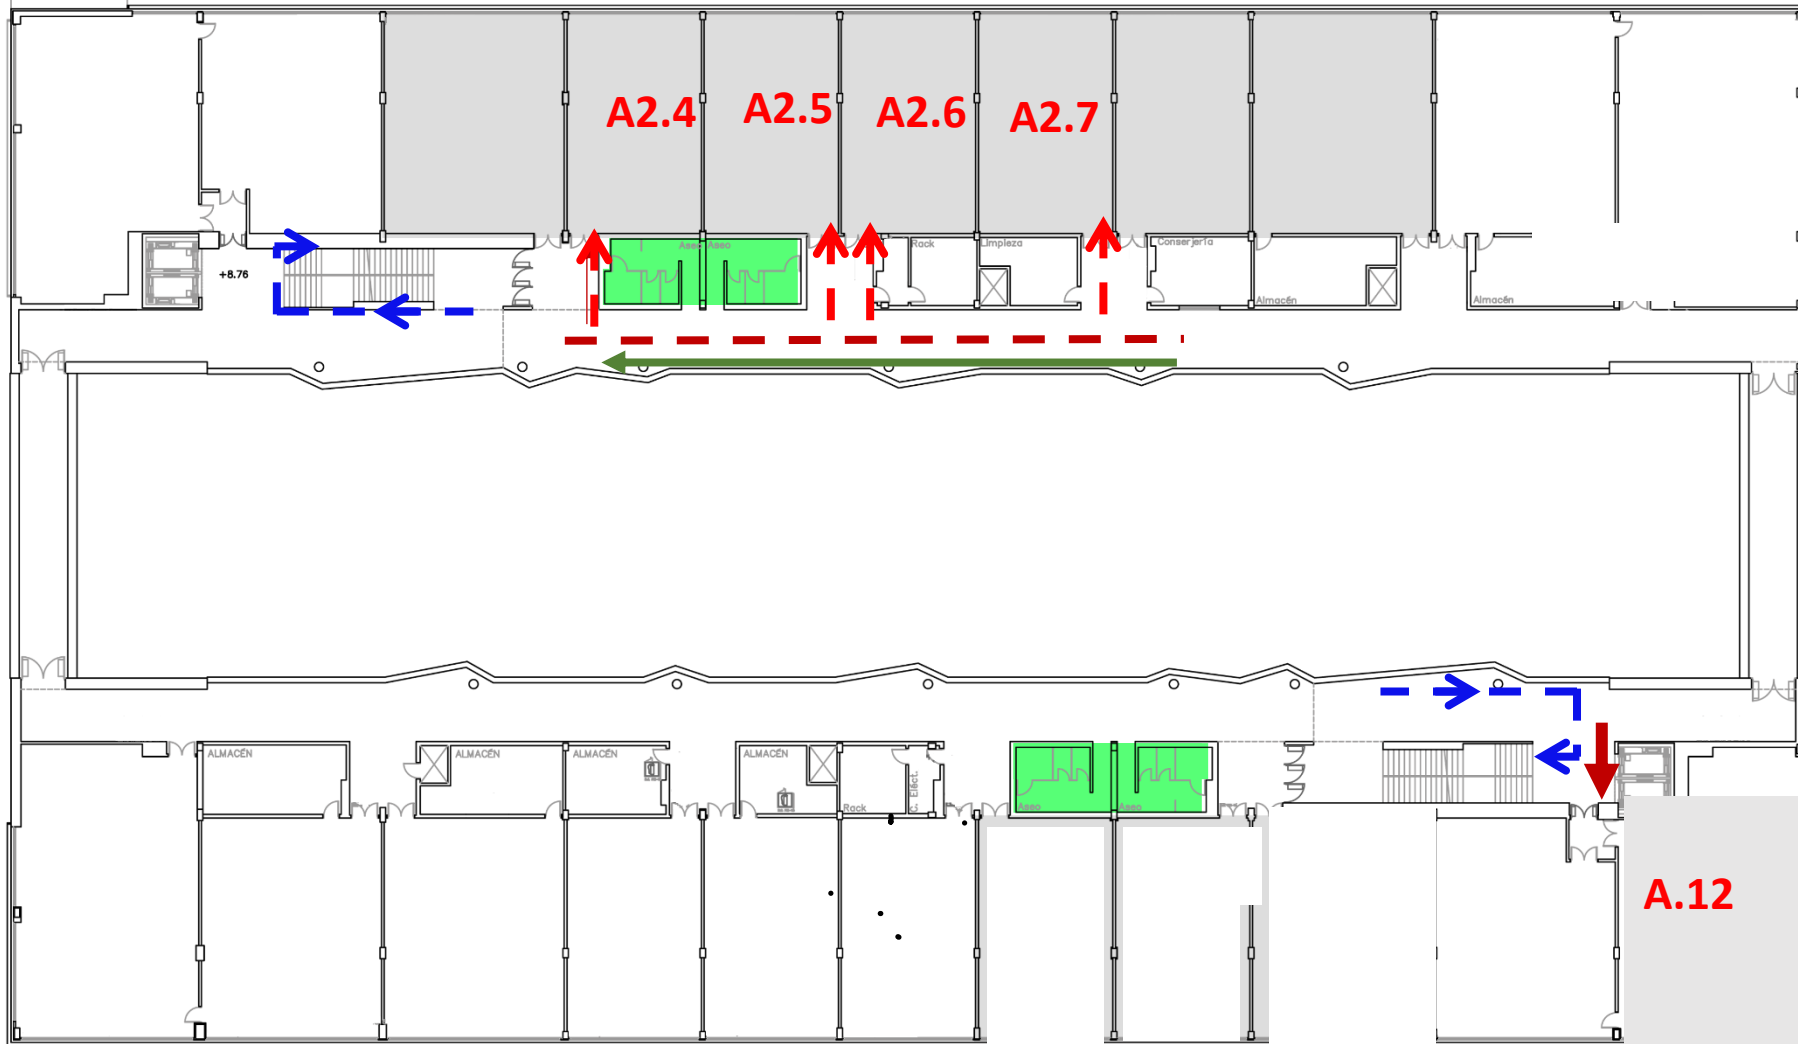 A2.4
A2.5
A2.6
A2.7
Aseo
Aseo
Rack
Limpieza
Conserjería
+8.76
Almacén
Almacén
ALMACÉN
ALMACÉN
ALMACÉN
ALMACÉN
Rack
Eléct.
Aseo
Aseo
A.12